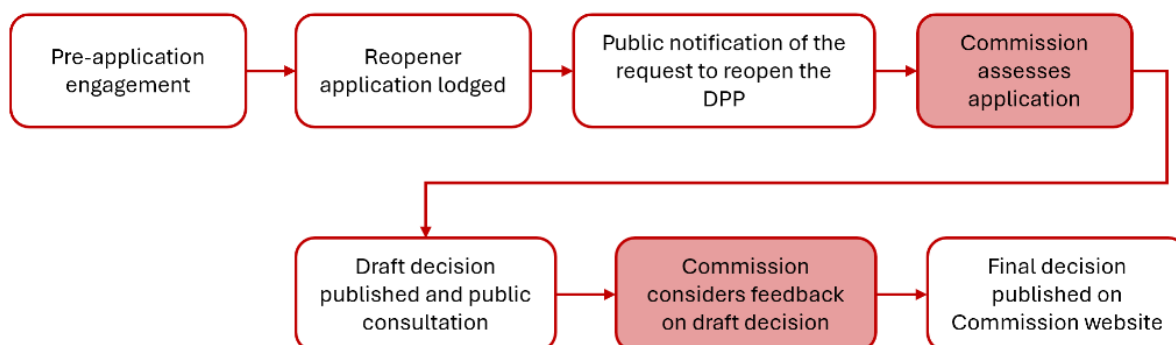 Pre-application
engagement
Reopener
application lodged
Public notification of the
request to reopen the
DPP
Commission
assesses
application
Draft decision
published and public
consultation
Commission
considers feedback
on draft decision
Final decision
published on
Commission website